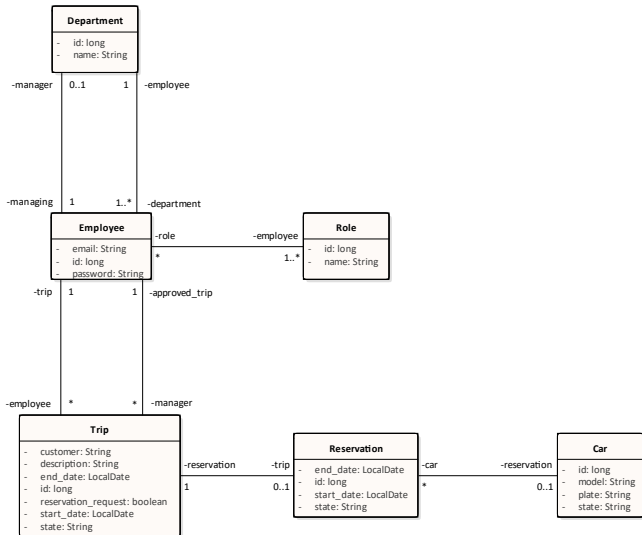 Department
- id: long
- name: String
-manager 0..1 1 -employee
-managing 1 1..* -department
Employee
- email: String
- id: long
- password: String
-role -employee
* 1..*
Role
- id: long
- name: String
-trip 1 1 -approved_trip
-employee * * -manager
Trip
- customer: String
- description: String
- end_date: LocalDate
- id: long
- reservation_request: boolean
- start_date: LocalDate
- state: String
-reservation -trip
1 0..1
Reservation
- end_date: LocalDate
- id: long
- start_date: LocalDate
- state: String
-car -reservation
* 0..1
Car
- id: long
- model: String
- plate: String
- state: String